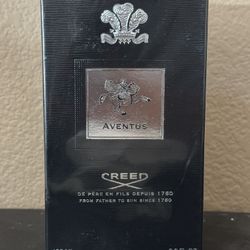 AVENTUS
CREED
DE PÈRE EN FILS DEPUIS 1760
FROM FATHER TO SON SINCE 1760